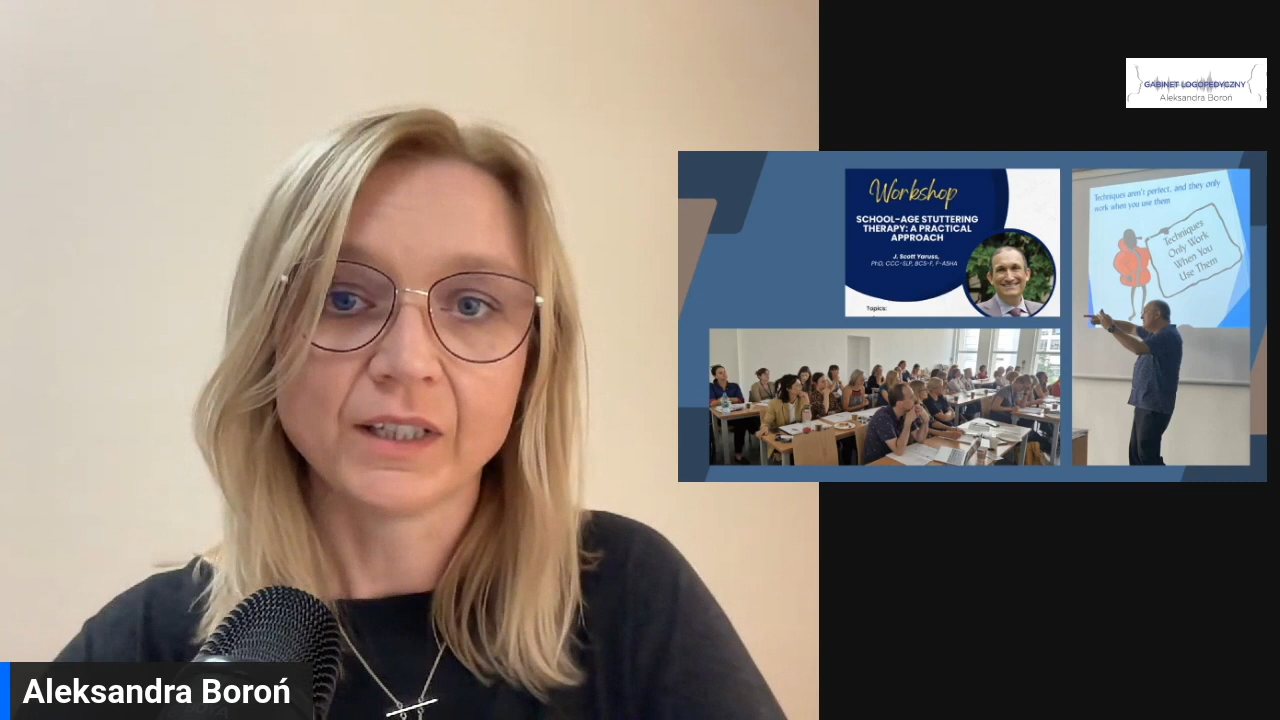 GABINET LOGOPEDYCZNY
Aleksandra Boroń
Workshop
SCHOOL-AGE STUTTERING
THERAPY: A PRACTICAL
APPROACH
J. Scott Yaruss,
PhD, CCC-SLP, BCS-F, F-ASHA
Topics:
Techniques aren't perfect, and they only
work when you use them
Techniques
Only Work
When You
Use Them
Aleksandra Boroń